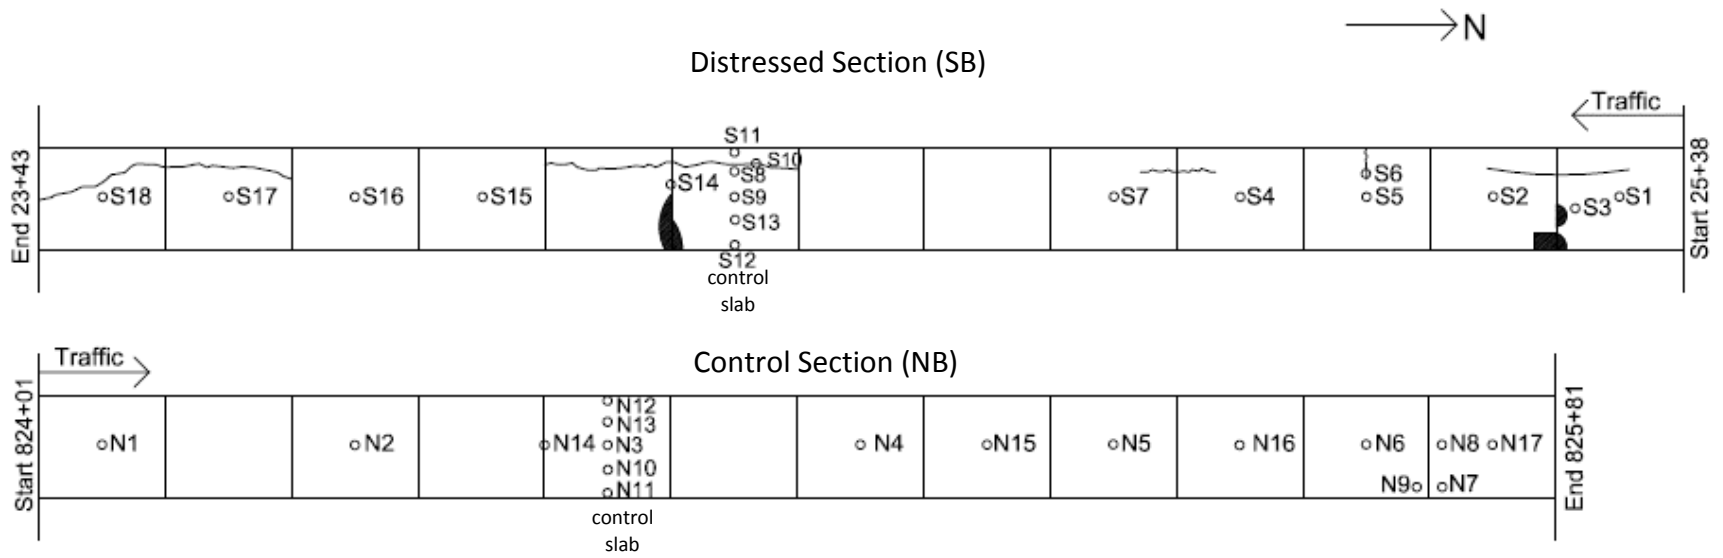 N
Distressed Section (SB)
Traffic
End 23+43
Start 25+38
S11
S10
S8
S14
S9
S13
S12
S18
S17
S16
S15
S7
S4
S6
S5
S2
S3
S1
control
slab
Control Section (NB)
Traffic
Start 824+01
End 825+81
N12
N13
N1
N2
N14
N3
N4
N15
N5
N16
N6
N8
N17
N10
N11
N9
N7
control
slab